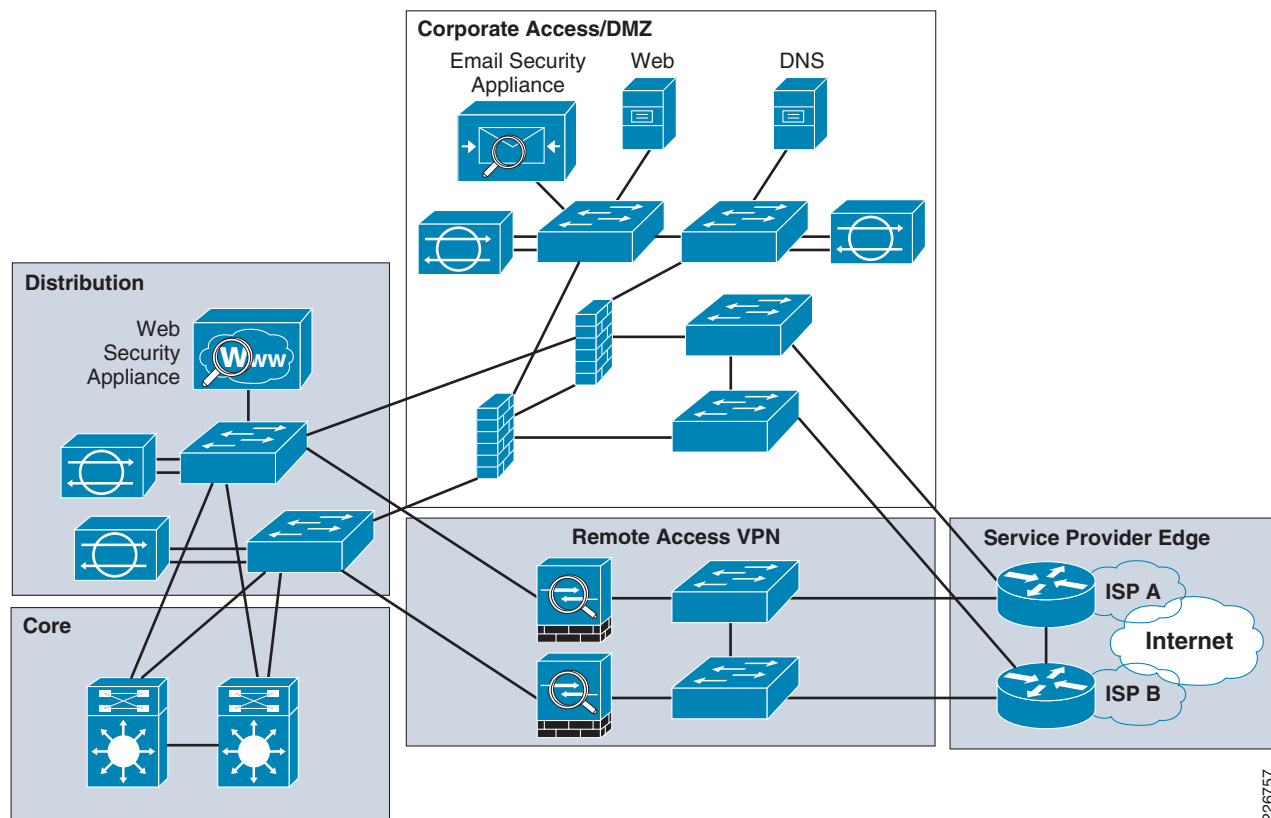 Corporate Access/DMZ
Email Security
Appliance
Web
DNS
Distribution
Web
Security
Appliance
Www
Remote Access VPN
Service Provider Edge
ISP A
Internet
ISP B
Core
226757